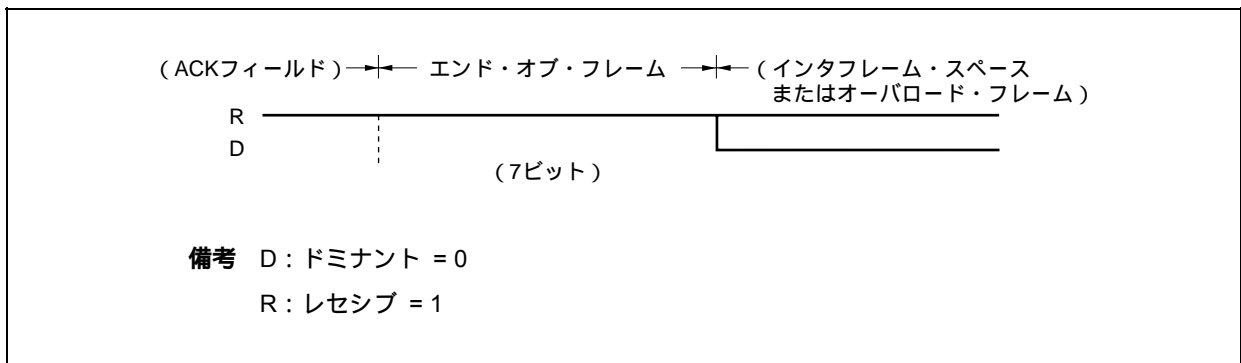 （ACKフィールド） エンド・オブ・フレーム （インタフレーム・スペース
またはオーバロード・フレーム）
R
D
（7ビット）
備考 D：ドミナント = 0
R：レセシブ = 1